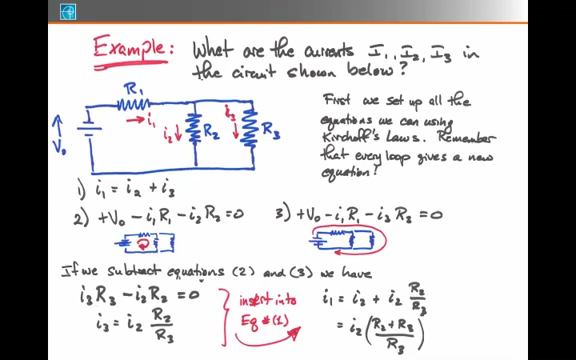 Example: What are the currents I₁, I₂, I₃ in
the circuit shown below?
R₁
i₁
i₂
R₂
i₃
R₃
V₀
First we set up all the
equations we can using
Kirchoff's Laws. Remember
that every loop gives a new
equation!
1) i₁ = i₂ + i₃
2) +V₀ - i₁R₁ - i₂R₂ = 0
3) +V₀ - i₁R₁ - i₃R₃ = 0
If we subtract equations (2) and (3) we have
i₃R₃ - i₂R₂ = 0
i₃ = i₂ R₂/R₃
insert into
Eq #(1)
i₁ = i₂ + i₂ R₂/R₃
= i₂ (R₂ + R₃ / R₃)